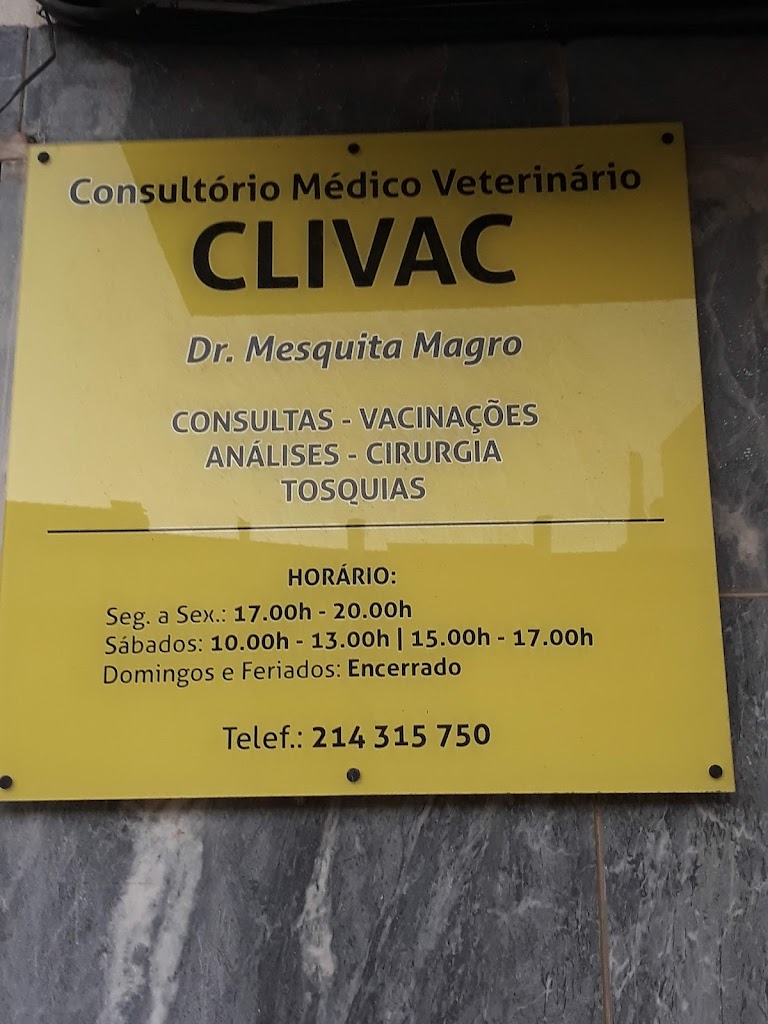 Consultório Médico Veterinário
CLIVAC
Dr. Mesquita Magro
CONSULTAS - VACINAÇÕES
ANÁLISES - CIRURGIA
TOSQUIAS
HORÁRIO:
Seg. a Sex.: 17.00h - 20.00h
Sábados: 10.00h - 13.00h | 15.00h - 17.00h
Domingos e Feriados: Encerrado
Telef.: 214 315 750